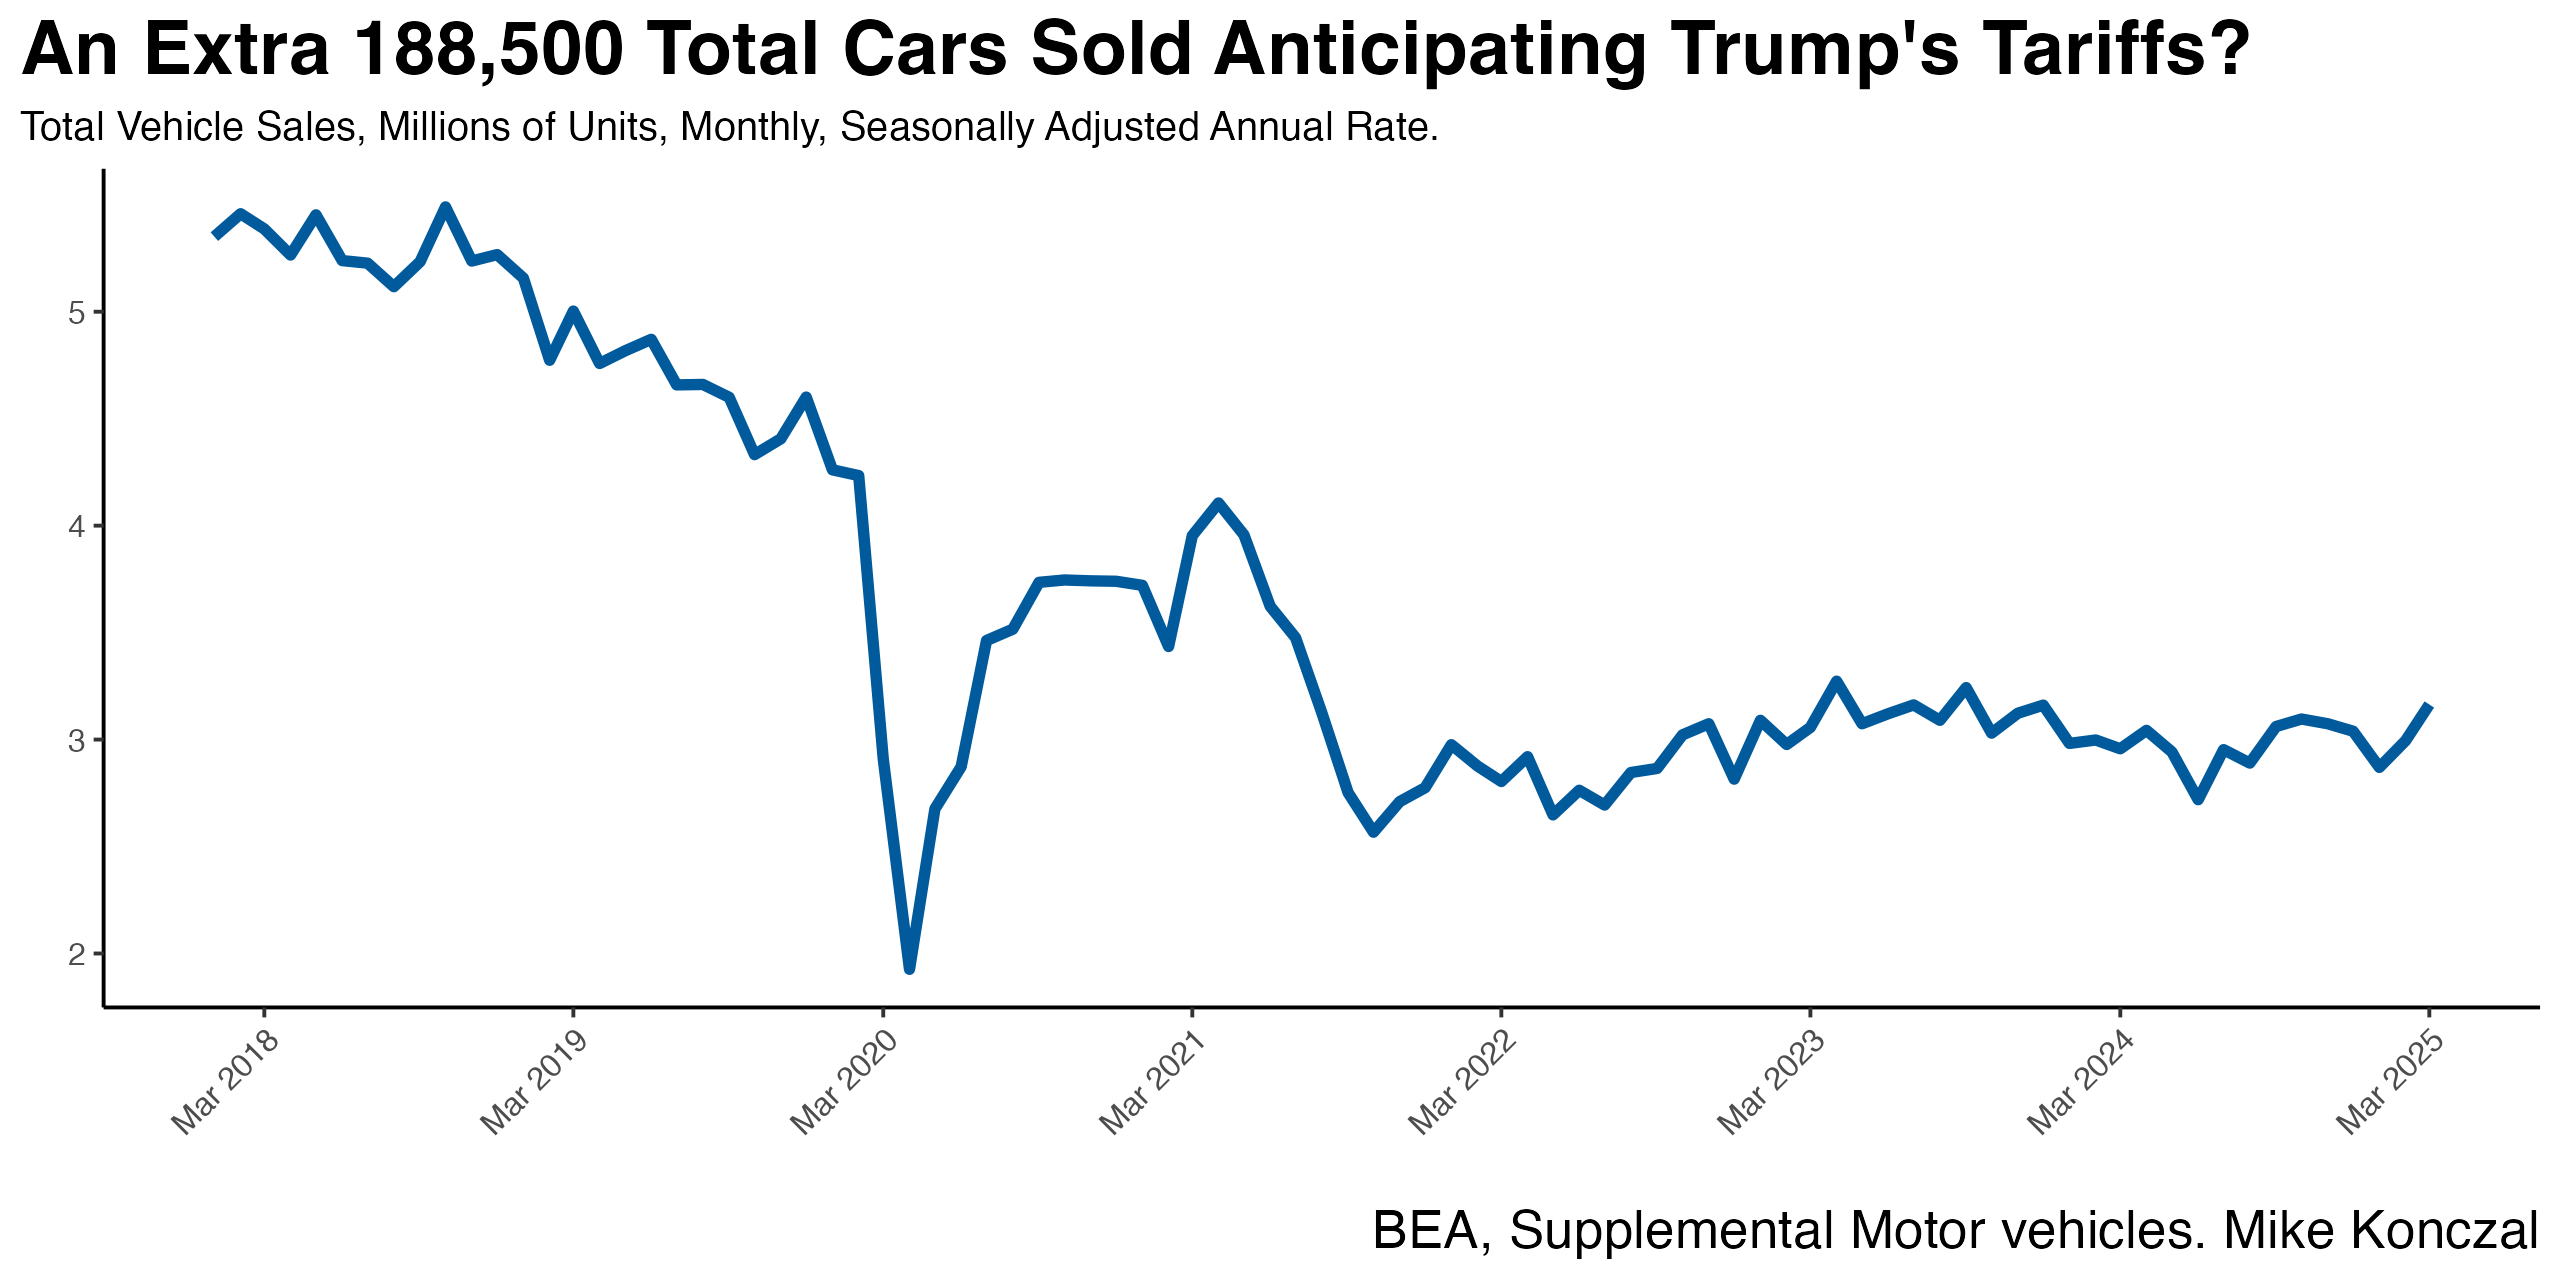 An Extra 188,500 Total Cars Sold Anticipating Trump's Tariffs?
Total Vehicle Sales, Millions of Units, Monthly, Seasonally Adjusted Annual Rate.
5
4
3
2
Mar 2018
Mar 2019
Mar 2020
Mar 2021
Mar 2022
Mar 2023
Mar 2024
Mar 2025
BEA, Supplemental Motor vehicles. Mike Konczal